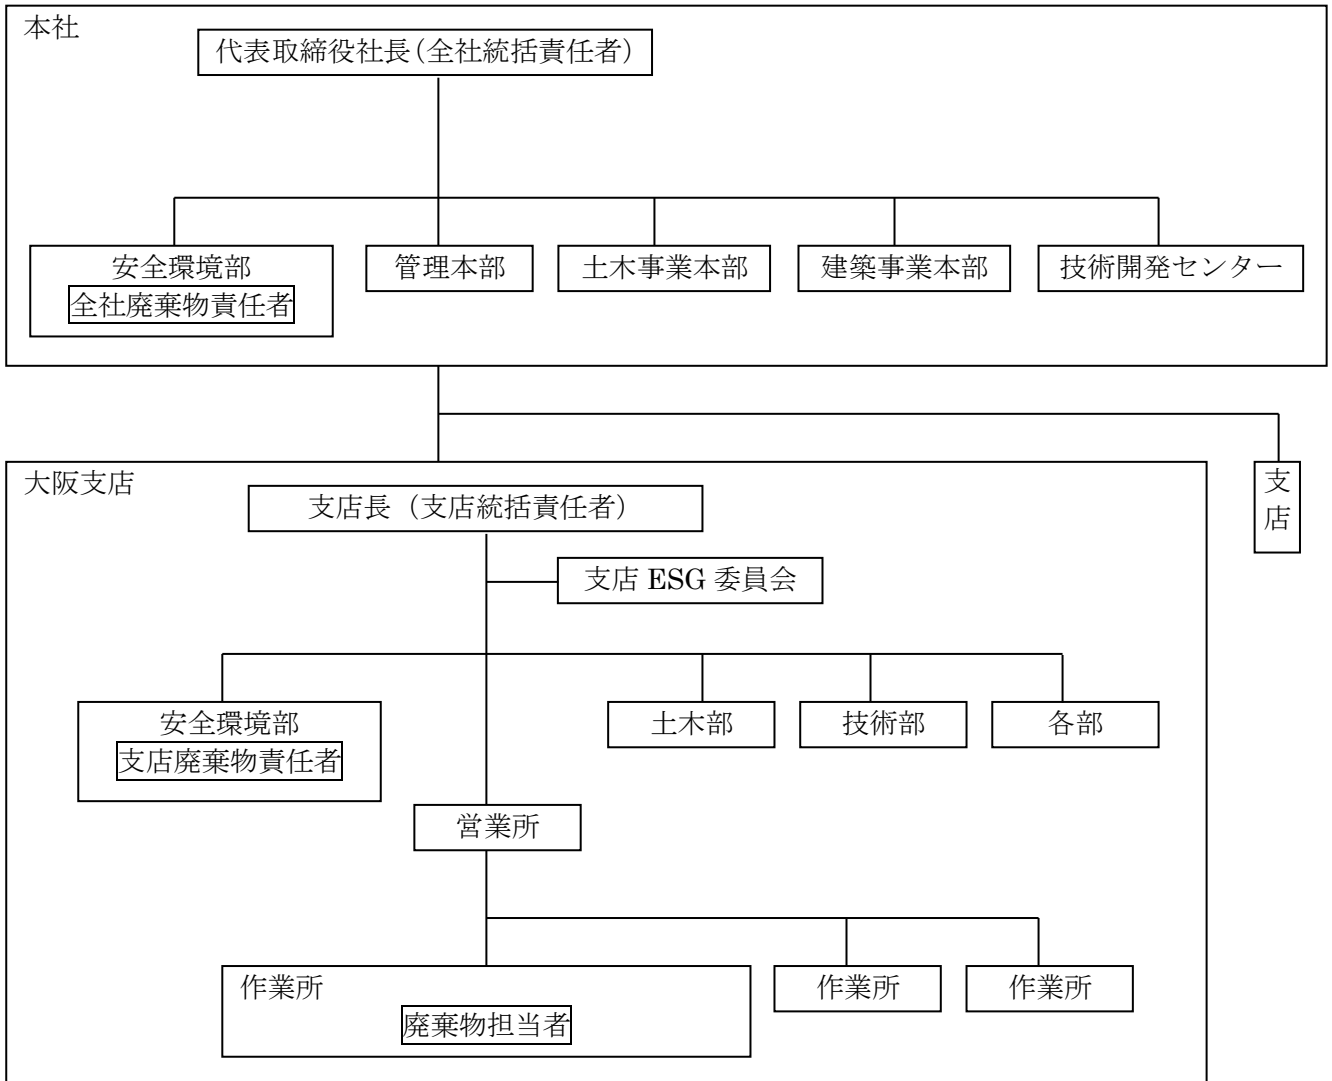 本社
代表取締役社長(全社統括責任者)
安全環境部
全社廃棄物責任者
管理本部
土木事業本部
建築事業本部
技術開発センター
大阪支店
支店長（支店統括責任者）
支店 ESG 委員会
支
店
安全環境部
支店廃棄物責任者
土木部
技術部
各部
営業所
作業所
廃棄物担当者
作業所
作業所